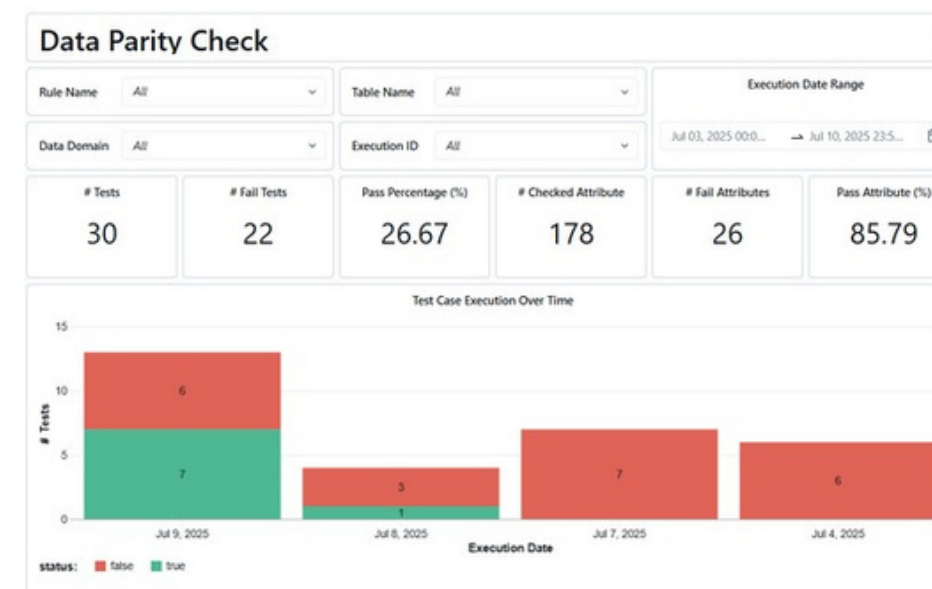 Data Parity Check
Rule Name All
Table Name All
Execution Date Range
Data Domain All
Execution ID All
Jul 03, 2025 00:0... → Jul 10, 2025 23:5...
# Tests
# Fail Tests
Pass Percentage (%)
# Checked Attribute
# Fail Attributes
Pass Attribute (%)
30
22
26.67
178
26
85.79
Test Case Execution Over Time
# Tests
15
10
5
0
6
7
3
1
7
6
Jul 9, 2025
Jul 8, 2025
Jul 7, 2025
Jul 4, 2025
Execution Date
status: false true